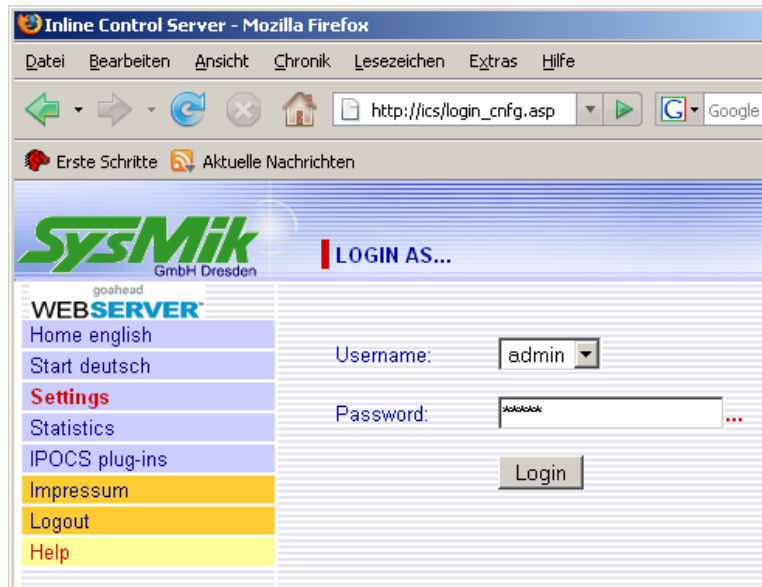 Inline Control Server - Mozilla Firefox
Datei Bearbeiten Ansicht Chronik Lesezeichen Extras Hilfe
http://ics/login_cnfg.asp G Google
Erste Schritte Aktuelle Nachrichten
SysMik
GmbH Dresden
LOGIN AS...
goahead
WEBSERVER
Home english
Start deutsch
Settings
Statistics
IPOCS plug-ins
Impressum
Logout
Help
Username: admin
Password: ***** ...
Login